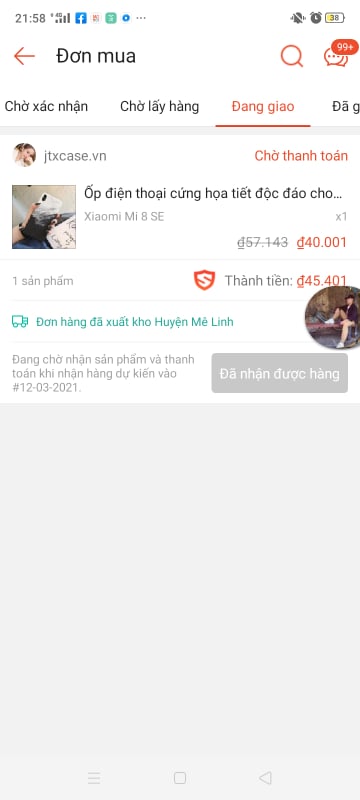 21:58
4G
38
Đơn mua
99+
Chờ xác nhận
Chờ lấy hàng
Đang giao
Đã g
jtxcase.vn
Chờ thanh toán
Ốp điện thoại cứng họa tiết độc đáo cho...
Xiaomi Mi 8 SE
x1
₫57.143 ₫40.001
1 sản phẩm
Thành tiền: ₫45.401
Đơn hàng đã xuất kho Huyện Mê Linh
Đang chờ nhận sản phẩm và thanh
toán khi nhận hàng dự kiến vào
#12-03-2021.
Đã nhận được hàng